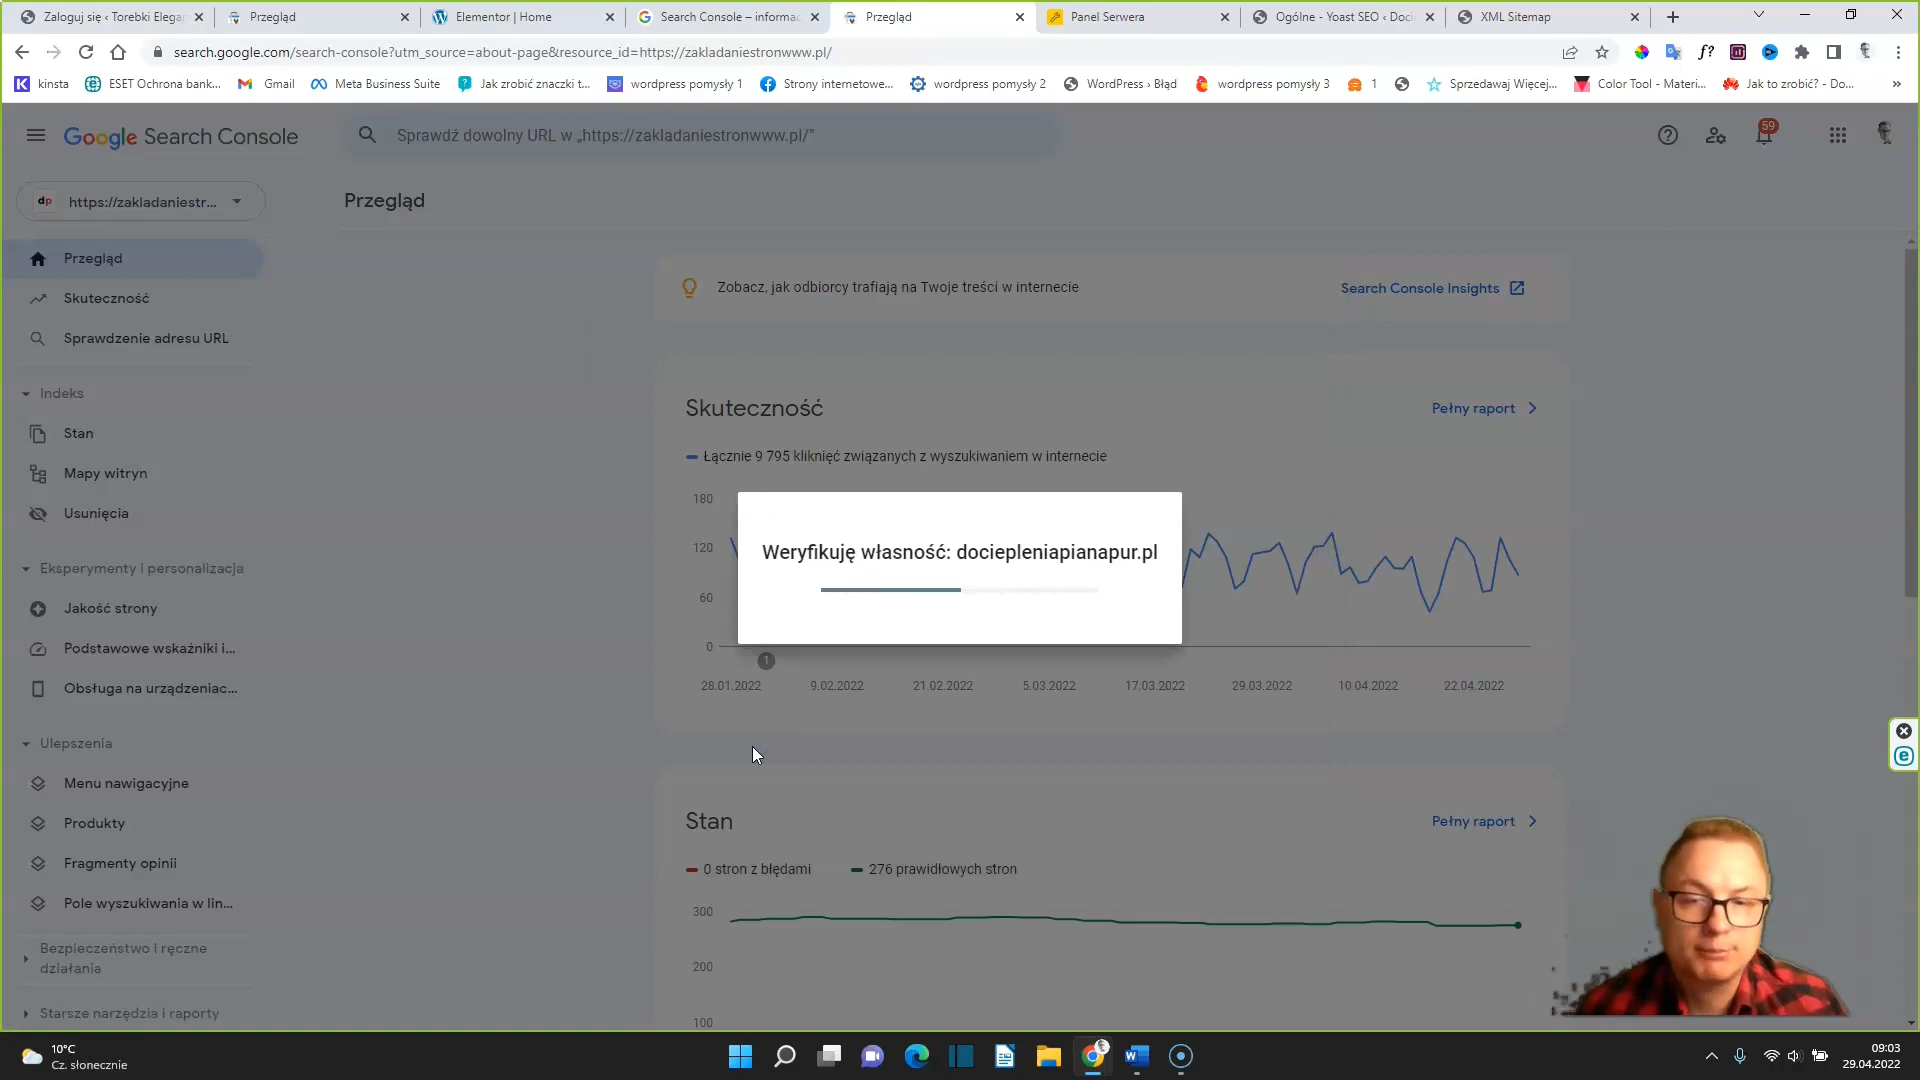 Zaloguj się ‹ Torebki Elegan
Przegląd
Elementor | Home
Search Console – informac
Przegląd
Panel Serwera
Ogólne - Yoast SEO ‹ Doci
XML Sitemap
search.google.com/search-console?utm_source=about-page&resource_id=https://zakladaniestronwww.pl/
kinsta
ESET Ochrona bank...
Gmail
Meta Business Suite
Jak zrobić znaczki t...
wordpress pomysły 1
Strony internetowe...
wordpress pomysły 2
WordPress › Błąd
wordpress pomysły 3
1
Sprzedawaj Więcej,...
Color Tool - Materi...
Jak to zrobić? - Do...
Google Search Console
Sprawdź dowolny URL w „https://zakladaniestronwww.pl/”
59
dp
https://zakladaniestr...
Przegląd
Przegląd
Skuteczność
Sprawdzenie adresu URL
Indeks
Stan
Mapy witryn
Usunięcia
Eksperymenty i personalizacja
Jakość strony
Podstawowe wskaźniki i...
Obsługa na urządzeniac...
Ulepszenia
Menu nawigacyjne
Produkty
Fragmenty opinii
Pole wyszukiwania w lin...
Bezpieczeństwo i ręczne
działania
Starsze narzędzia i raporty
Zobacz, jak odbiorcy trafiają na Twoje treści w internecie
Search Console Insights
Skuteczność
Pełny raport
Łącznie 9 795 kliknięć związanych z wyszukiwaniem w internecie
180
120
60
0
1
28.01.2022
9.02.2022
21.02.2022
5.03.2022
17.03.2022
29.03.2022
10.04.2022
22.04.2022
Weryfikuję własność: dociepleniapianapur.pl
Stan
Pełny raport
0 stron z błędami
276 prawidłowych stron
300
200
100
10°C
Cz. słonecznie
09:03
29.04.2022